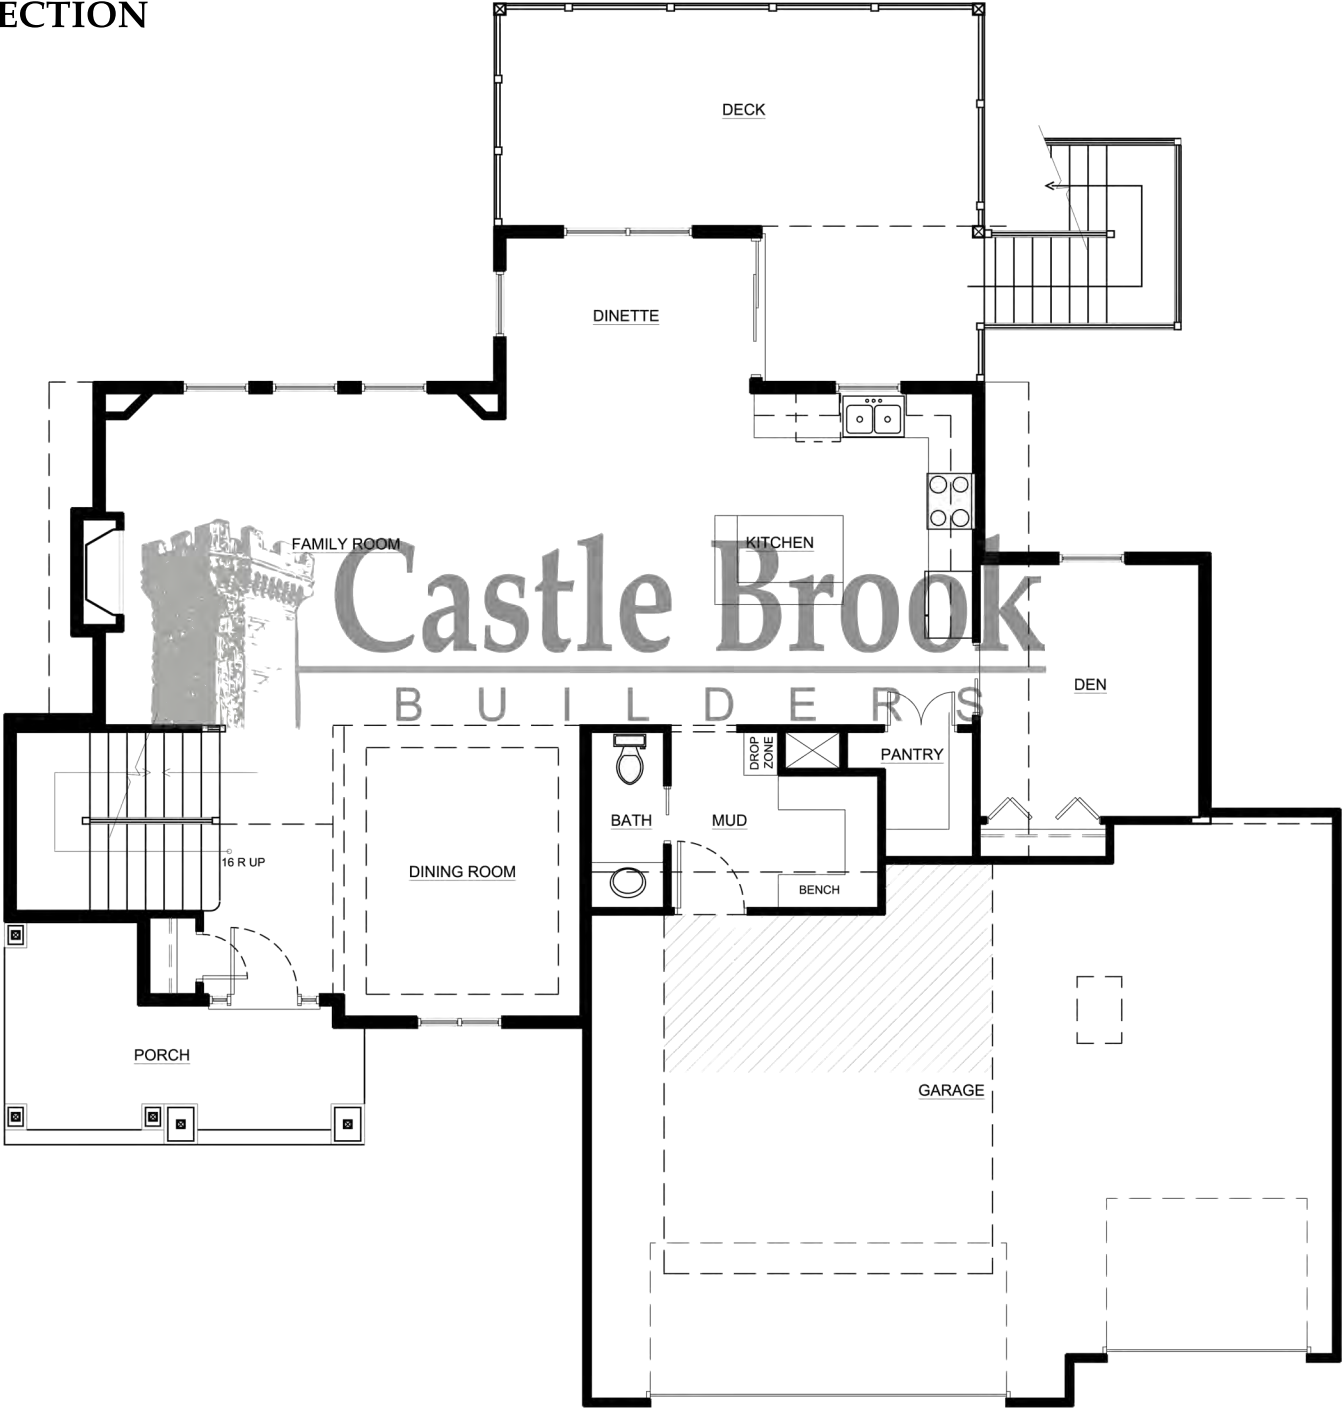 ECTION
DECK
DINETTE
FAMILY ROOM
KITCHEN
Castle Brook
BUILDERS
DEN
DROP
ZONE
PANTRY
BATH
MUD
16 R UP
DINING ROOM
BENCH
PORCH
GARAGE